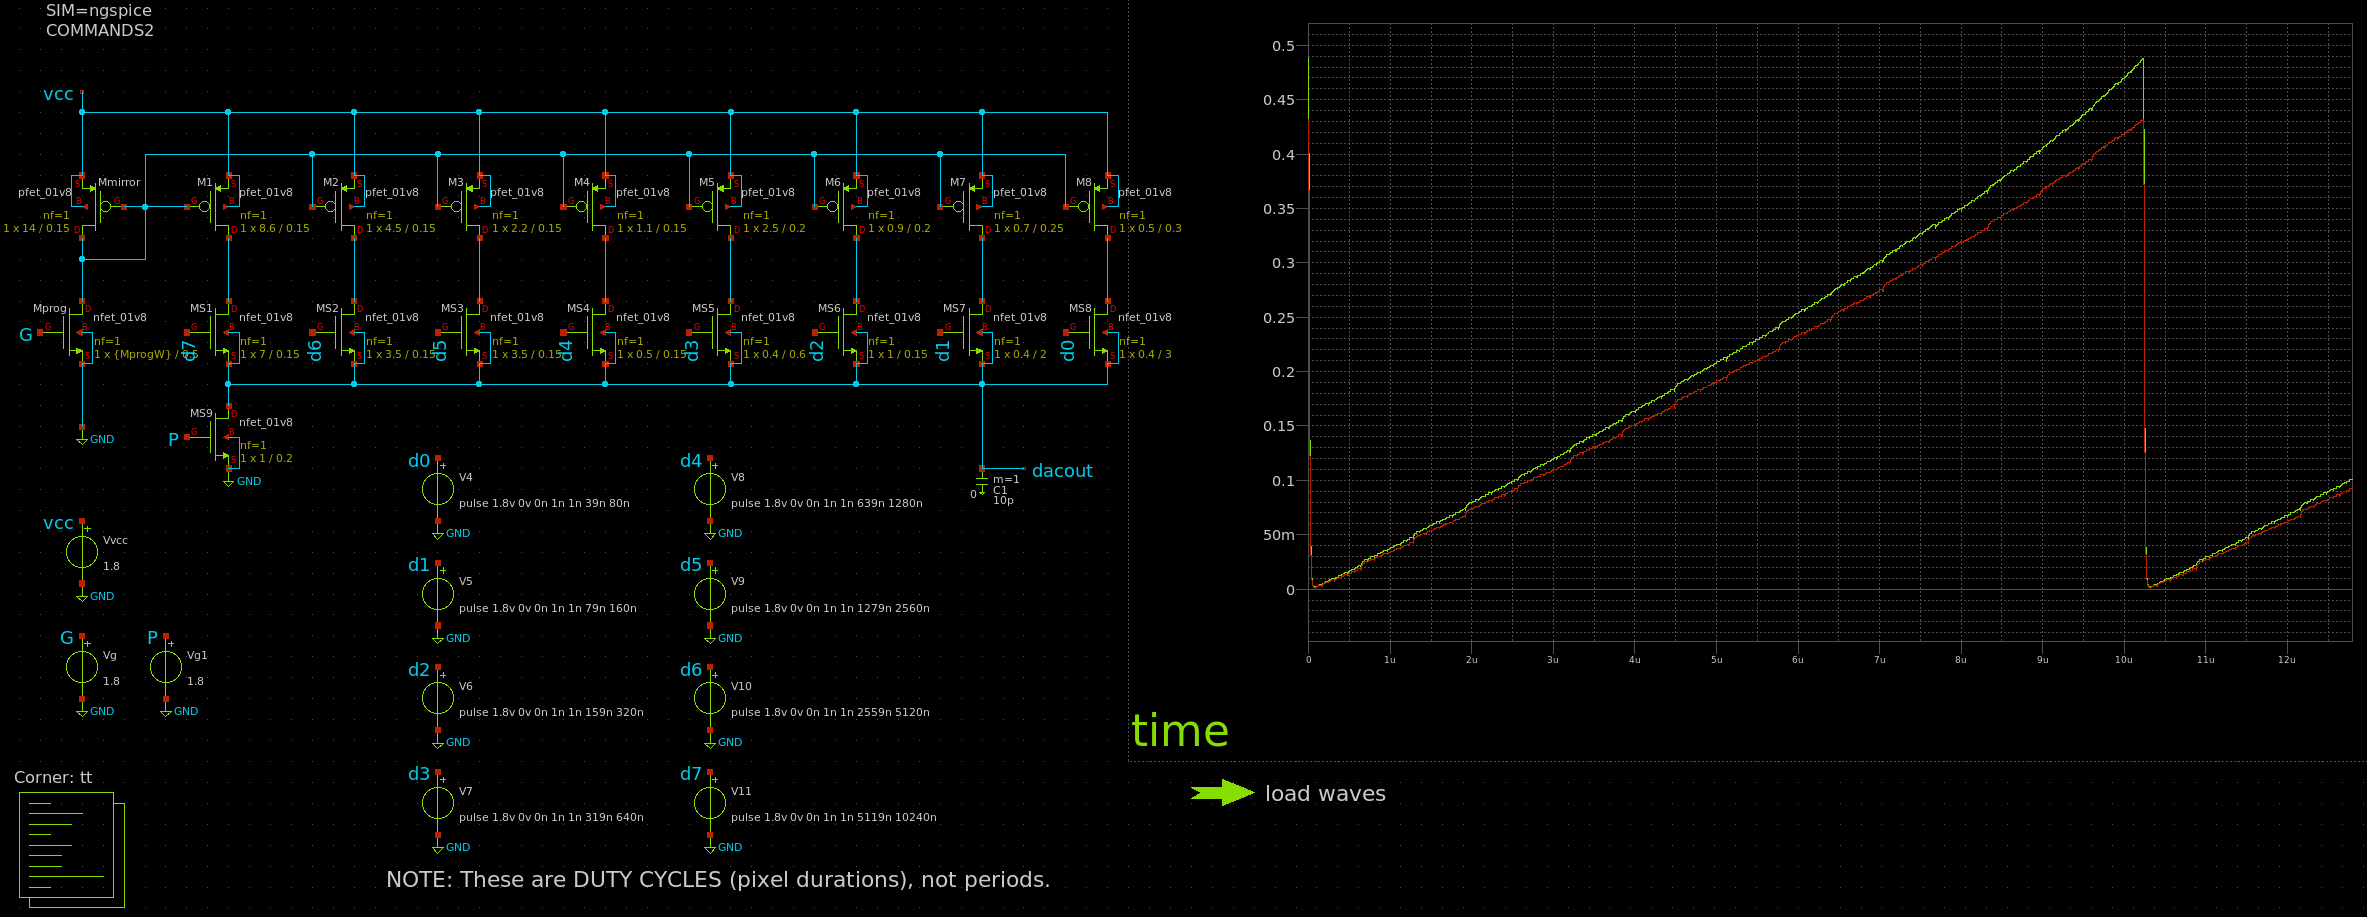 SIM=ngspice
COMMANDS2
vcc
Mmirror
pfet_01v8
nf=1
1 x 14 / 0.15
S
B
G
D
M1
pfet_01v8
nf=1
1 x 8.6 / 0.15
M2
pfet_01v8
nf=1
1 x 4.5 / 0.15
M3
pfet_01v8
nf=1
1 x 2.2 / 0.15
M4
pfet_01v8
nf=1
1 x 1.1 / 0.15
M5
pfet_01v8
nf=1
1 x 2.5 / 0.2
M6
pfet_01v8
nf=1
1 x 0.9 / 0.2
M7
pfet_01v8
nf=1
1 x 0.7 / 0.25
M8
pfet_01v8
nf=1
1 x 0.5 / 0.3
G
Mprog
nfet_01v8
nf=1
1 x {MprogW} / 0.5
d7
MS1
nfet_01v8
nf=1
1 x 7 / 0.15
d6
MS2
nfet_01v8
nf=1
1 x 3.5 / 0.15
d5
MS3
nfet_01v8
nf=1
1 x 3.5 / 0.15
d4
MS4
nfet_01v8
nf=1
1 x 0.5 / 0.15
d3
MS5
nfet_01v8
nf=1
1 x 0.4 / 0.6
d2
MS6
nfet_01v8
nf=1
1 x 1 / 0.15
d1
MS7
nfet_01v8
nf=1
1 x 0.4 / 2
d0
MS8
nfet_01v8
nf=1
1 x 0.4 / 3
GND
P
MS9
nfet_01v8
nf=1
1 x 1 / 0.2
GND
dacout
m=1
C1
10p
0
vcc
Vvcc
1.8
GND
G
Vg
1.8
GND
P
Vg1
1.8
GND
d0
V4
pulse 1.8v 0v 0n 1n 1n 39n 80n
GND
d1
V5
pulse 1.8v 0v 0n 1n 1n 79n 160n
GND
d2
V6
pulse 1.8v 0v 0n 1n 1n 159n 320n
GND
d3
V7
pulse 1.8v 0v 0n 1n 1n 319n 640n
GND
d4
V8
pulse 1.8v 0v 0n 1n 1n 639n 1280n
GND
d5
V9
pulse 1.8v 0v 0n 1n 1n 1279n 2560n
GND
d6
V10
pulse 1.8v 0v 0n 1n 1n 2559n 5120n
GND
d7
V11
pulse 1.8v 0v 0n 1n 1n 5119n 10240n
GND
Corner: tt
NOTE: These are DUTY CYCLES (pixel durations), not periods.
0.5
0.45
0.4
0.35
0.3
0.25
0.2
0.15
0.1
50m
0
0 1u 2u 3u 4u 5u 6u 7u 8u 9u 10u 11u 12u
time
load waves